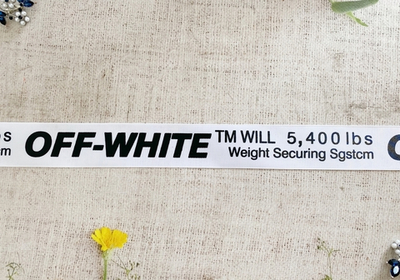 s OFF-WHITE TM WILL 5,400 lbs
m Weight Securing Sgstcm